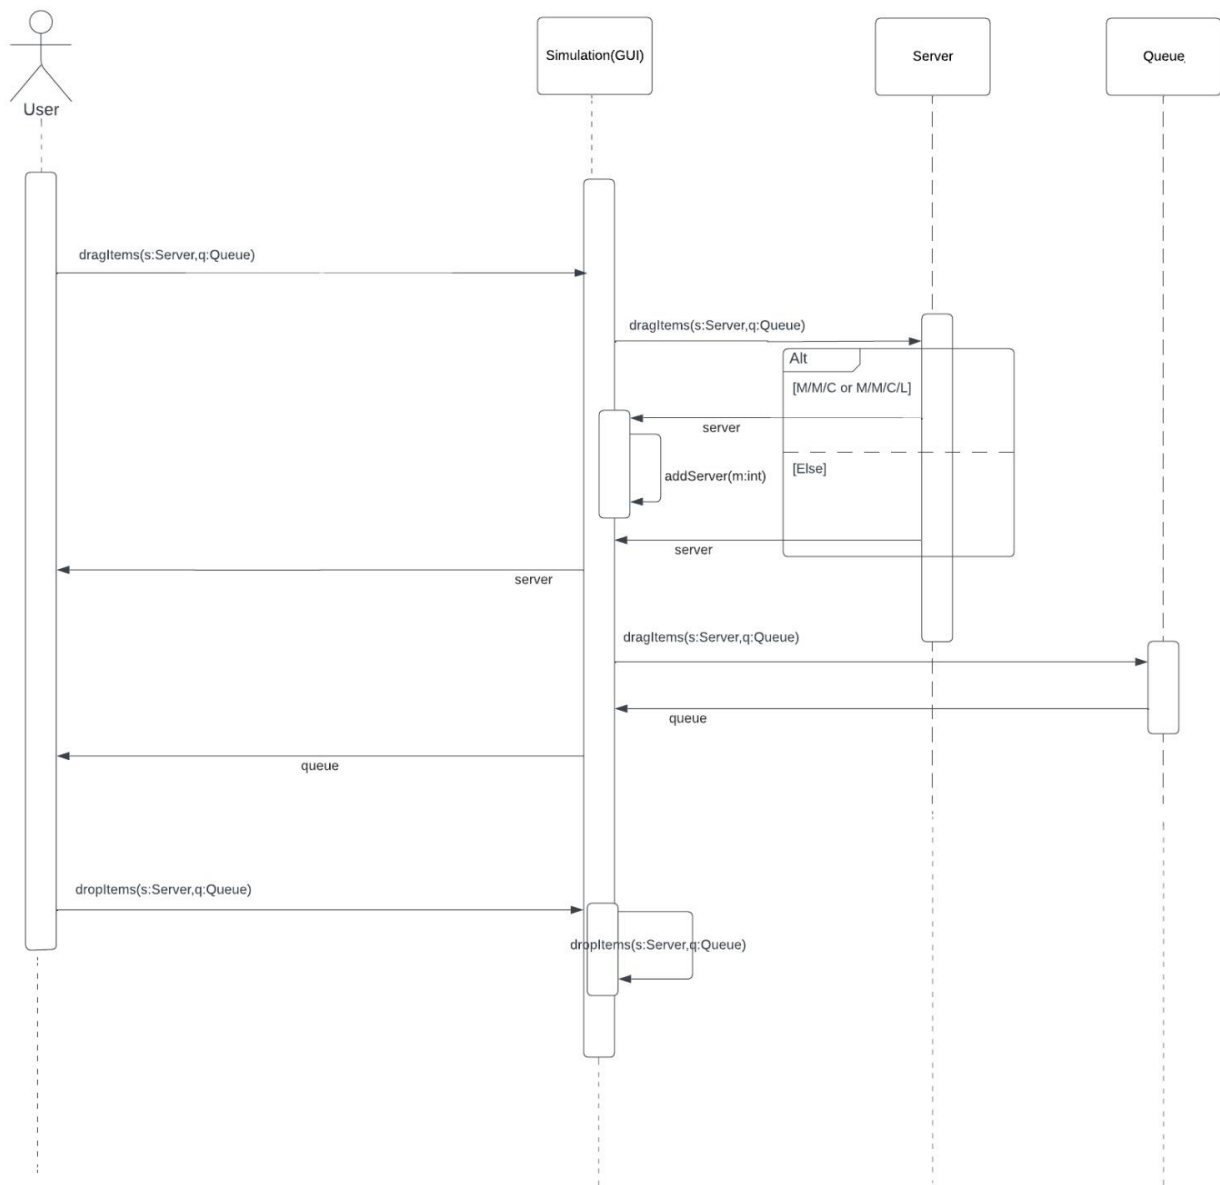 User
Simulation(GUI)
Server
Queue
dragItems(s:Server,q:Queue)
dragItems(s:Server,q:Queue)
Alt
[M/M/C or M/M/C/L]
server
[Else]
addServer(m:int)
server
server
dragItems(s:Server,q:Queue)
queue
queue
dropItems(s:Server,q:Queue)
dropItems(s:Server,q:Queue)